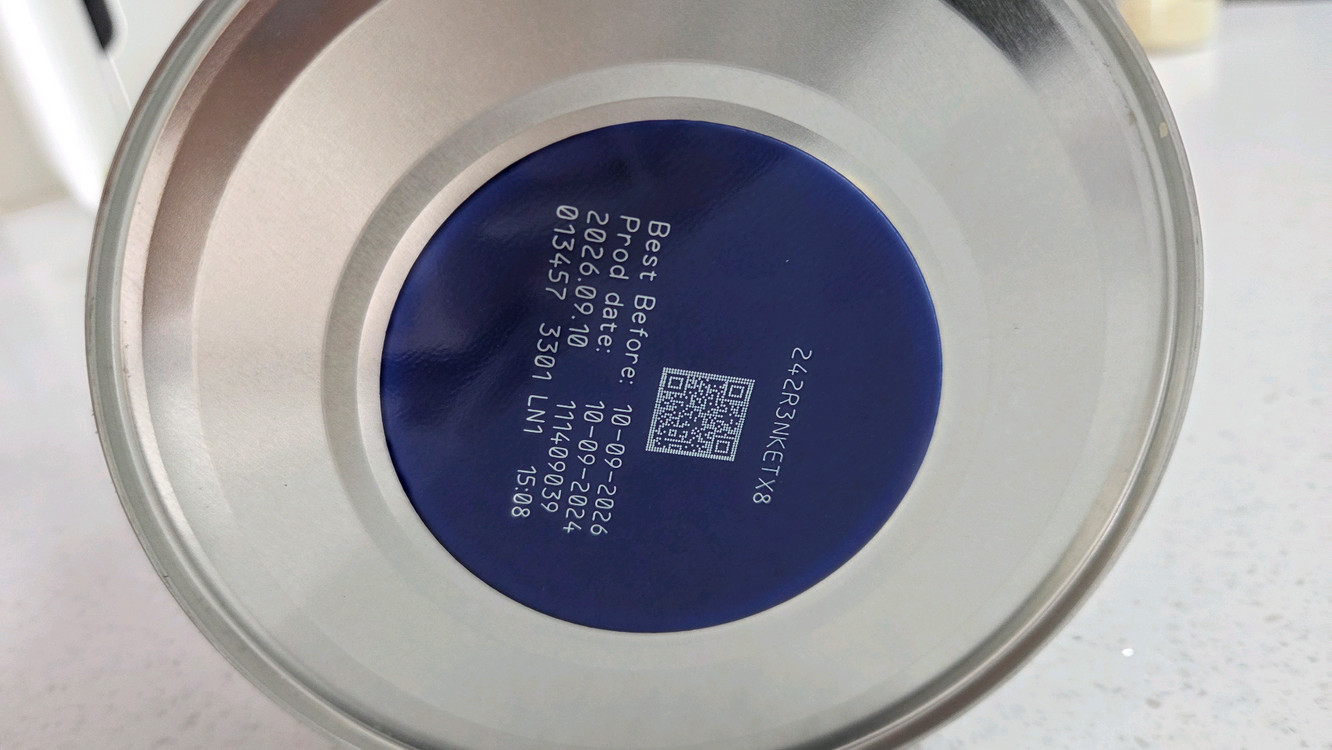 242R3NKETX8
Best Before: 10-09-2026
Prod date: 10-09-2024
2026.09.10 111409039
013457 3301 LN1 15:08